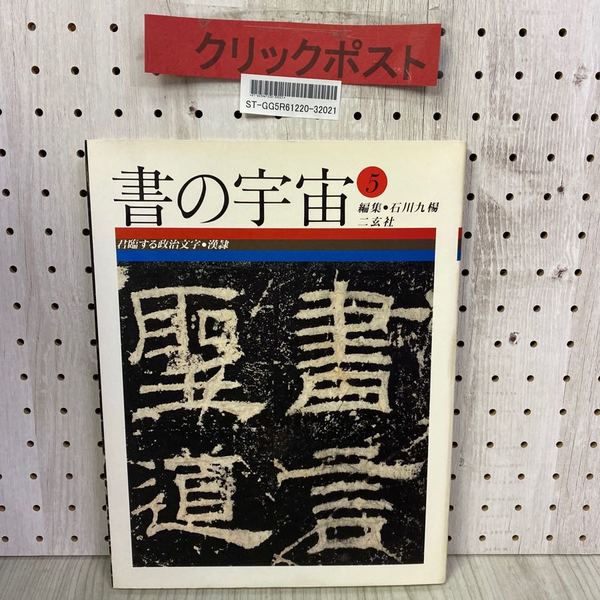 クリックポスト
ST-GG5R61220-32021
書の宇宙 5
編集・石川九楊
二玄社
君臨する政治文字・漢隷
書言
聖道